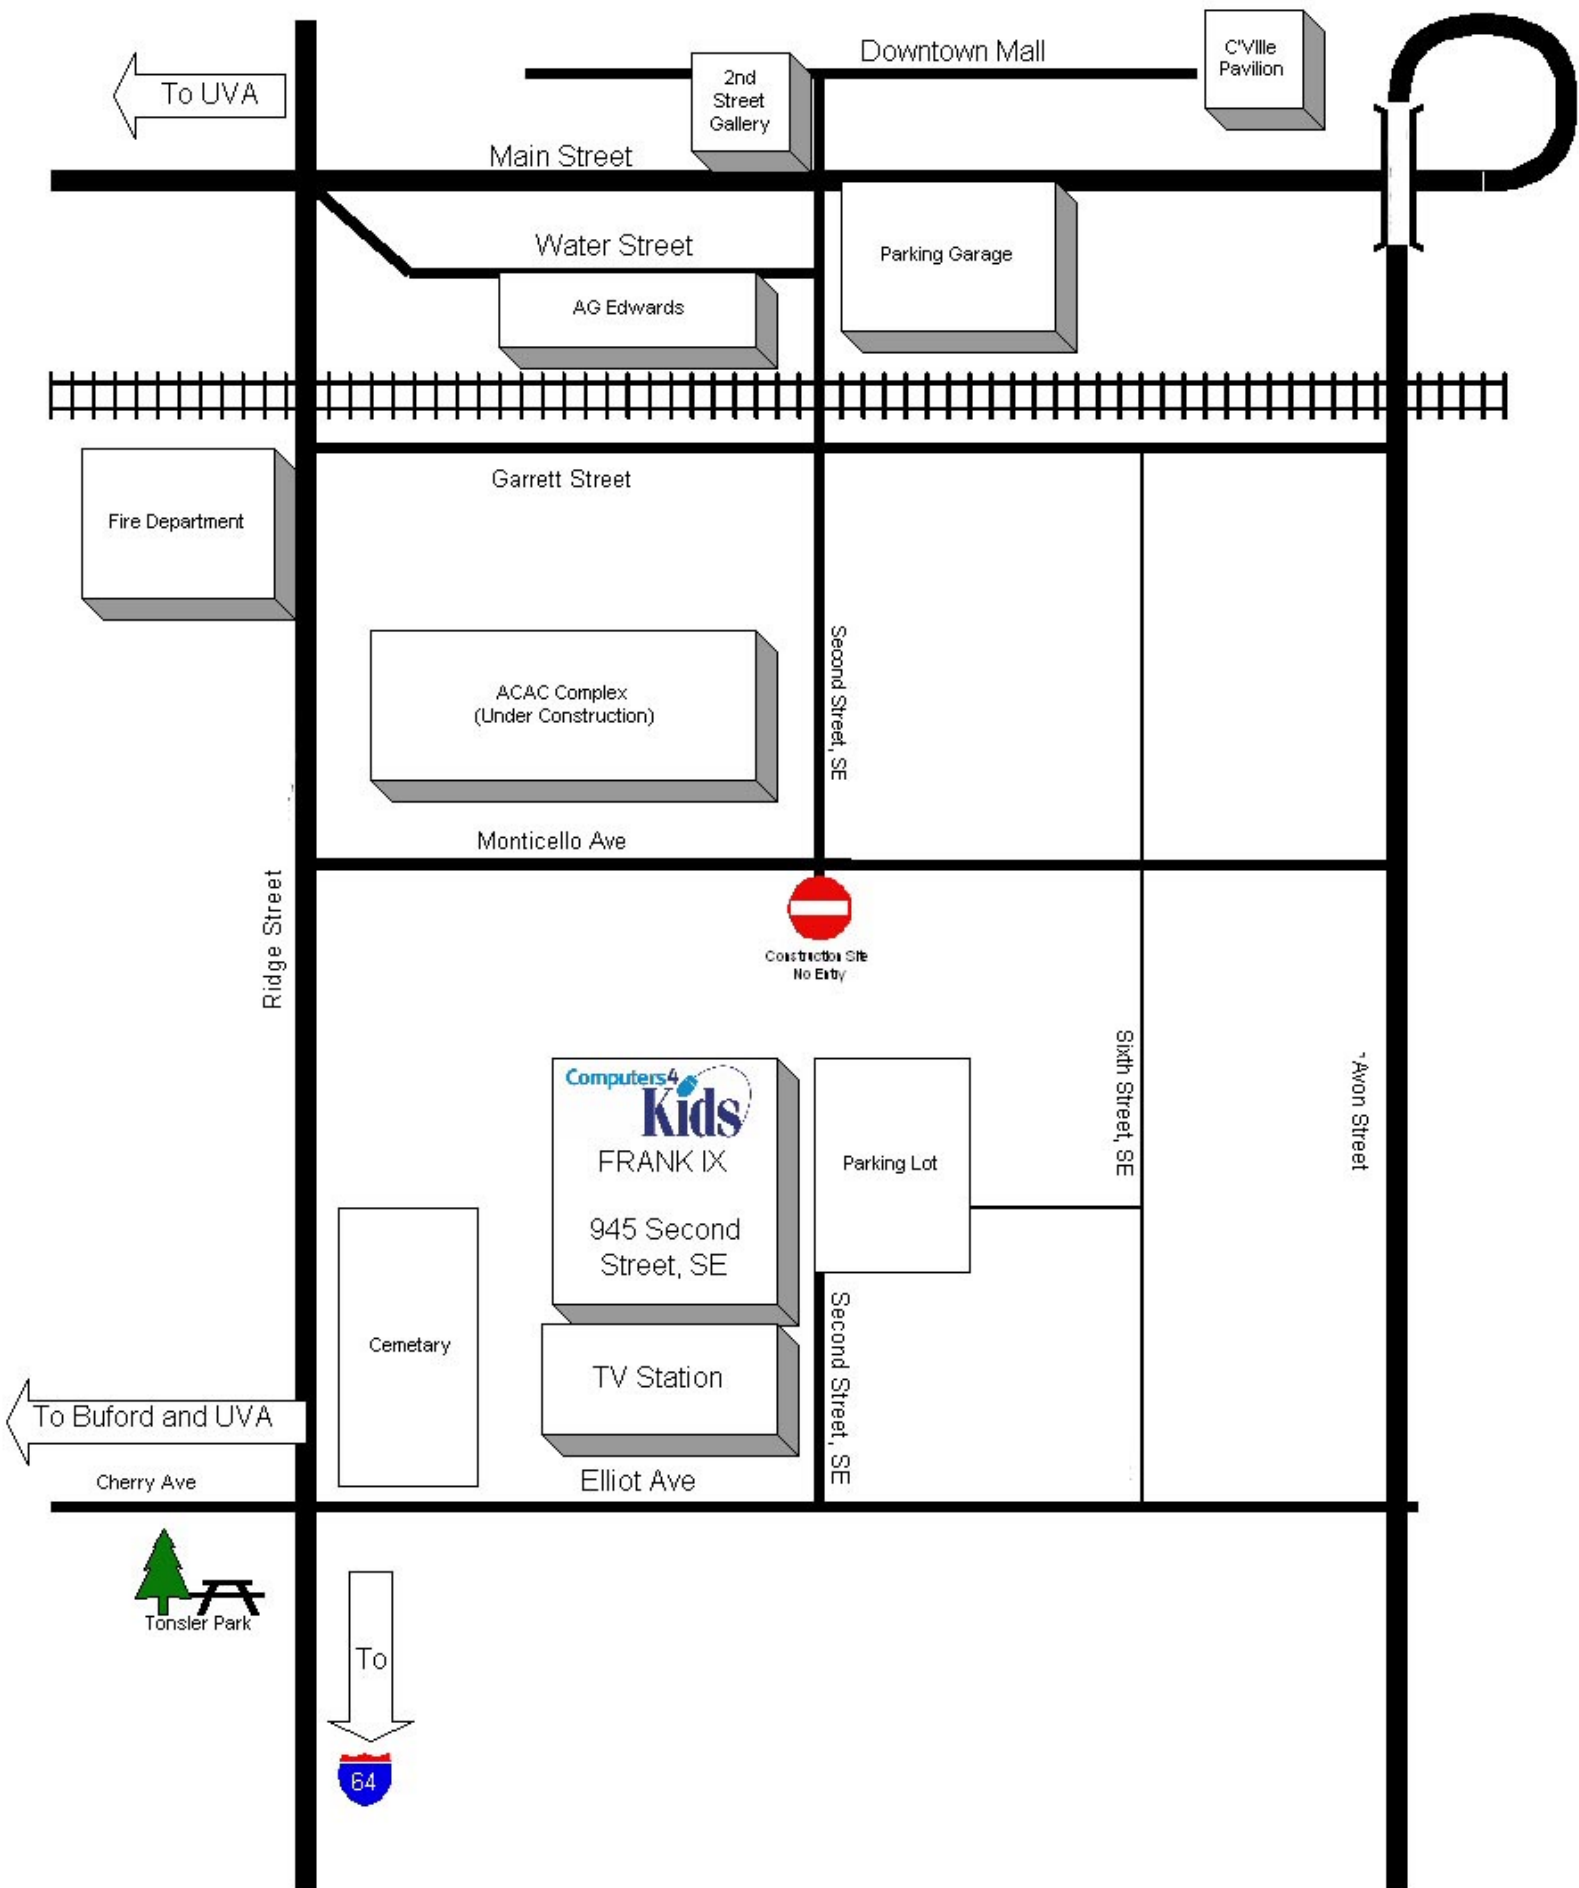 Downtown Mall
C'VIlle
Pavilion
To UVA
2nd
Street
Gallery
Main Street
Water Street
Parking Garage
AG Edwards
Garrett Street
Fire Department
Second Street, SE
ACAC Complex
(Under Construction)
Monticello Ave
Ridge Street
Construction Site
No Entry
Sixth Street, SE
Avon Street
Computers4
Kids
FRANK IX
945 Second
Street, SE
Parking Lot
Cemetary
TV Station
Second Street, SE
To Buford and UVA
Cherry Ave
Elliot Ave
Tonsler Park
To
64